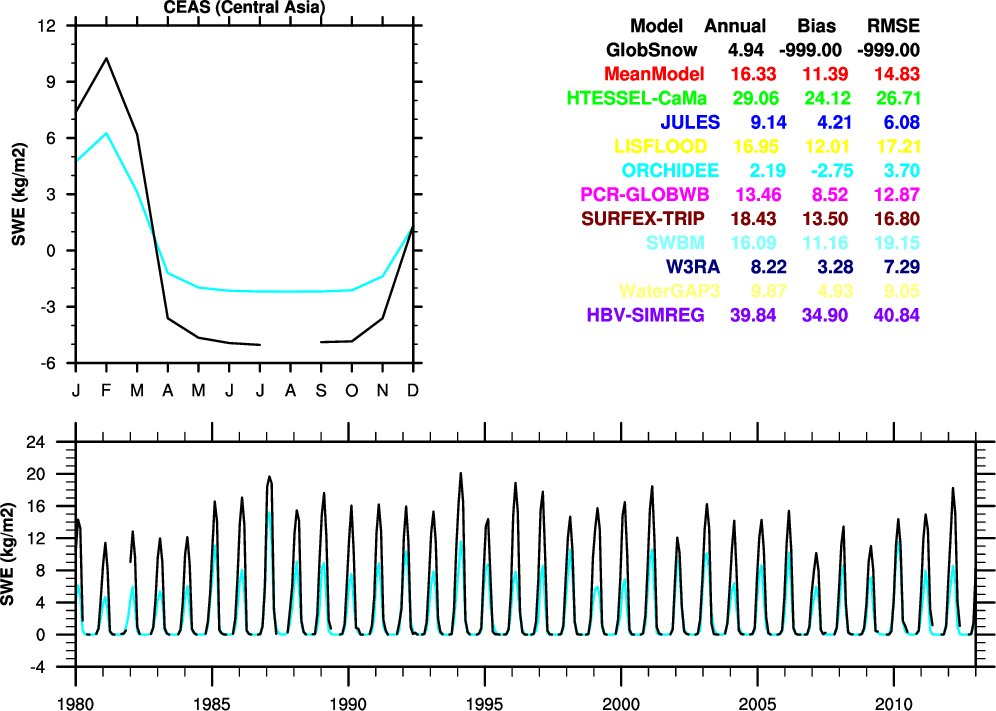 CEAS (Central Asia)
12
9
6
3
0
-3
-6
SWE (kg/m2)
J F M A M J J A S O N D
Model Annual Bias RMSE
GlobSnow 4.94 -999.00 -999.00
MeanModel 16.33 11.39 14.83
HTESSEL-CaMa 29.06 24.12 26.71
JULES 9.14 4.21 6.08
LISFLOOD 16.95 12.01 17.21
ORCHIDEE 2.19 -2.75 3.70
PCR-GLOBWB 13.46 8.52 12.87
SURFEX-TRIP 18.43 13.50 16.80
SWBM 16.09 11.16 19.15
W3RA 8.22 3.28 7.29
WaterGAP3 9.87 4.93 9.05
HBV-SIMREG 39.84 34.90 40.84
24
20
16
12
8
4
0
-4
SWE (kg/m2)
1980 1985 1990 1995 2000 2005 2010